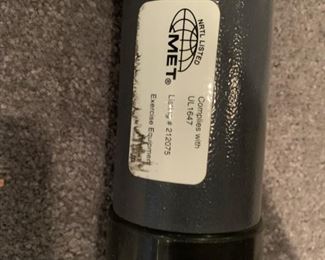 NRTL LISTED
MET®
Complies with
UL1647
Listing # 212075
Exercise Equipment